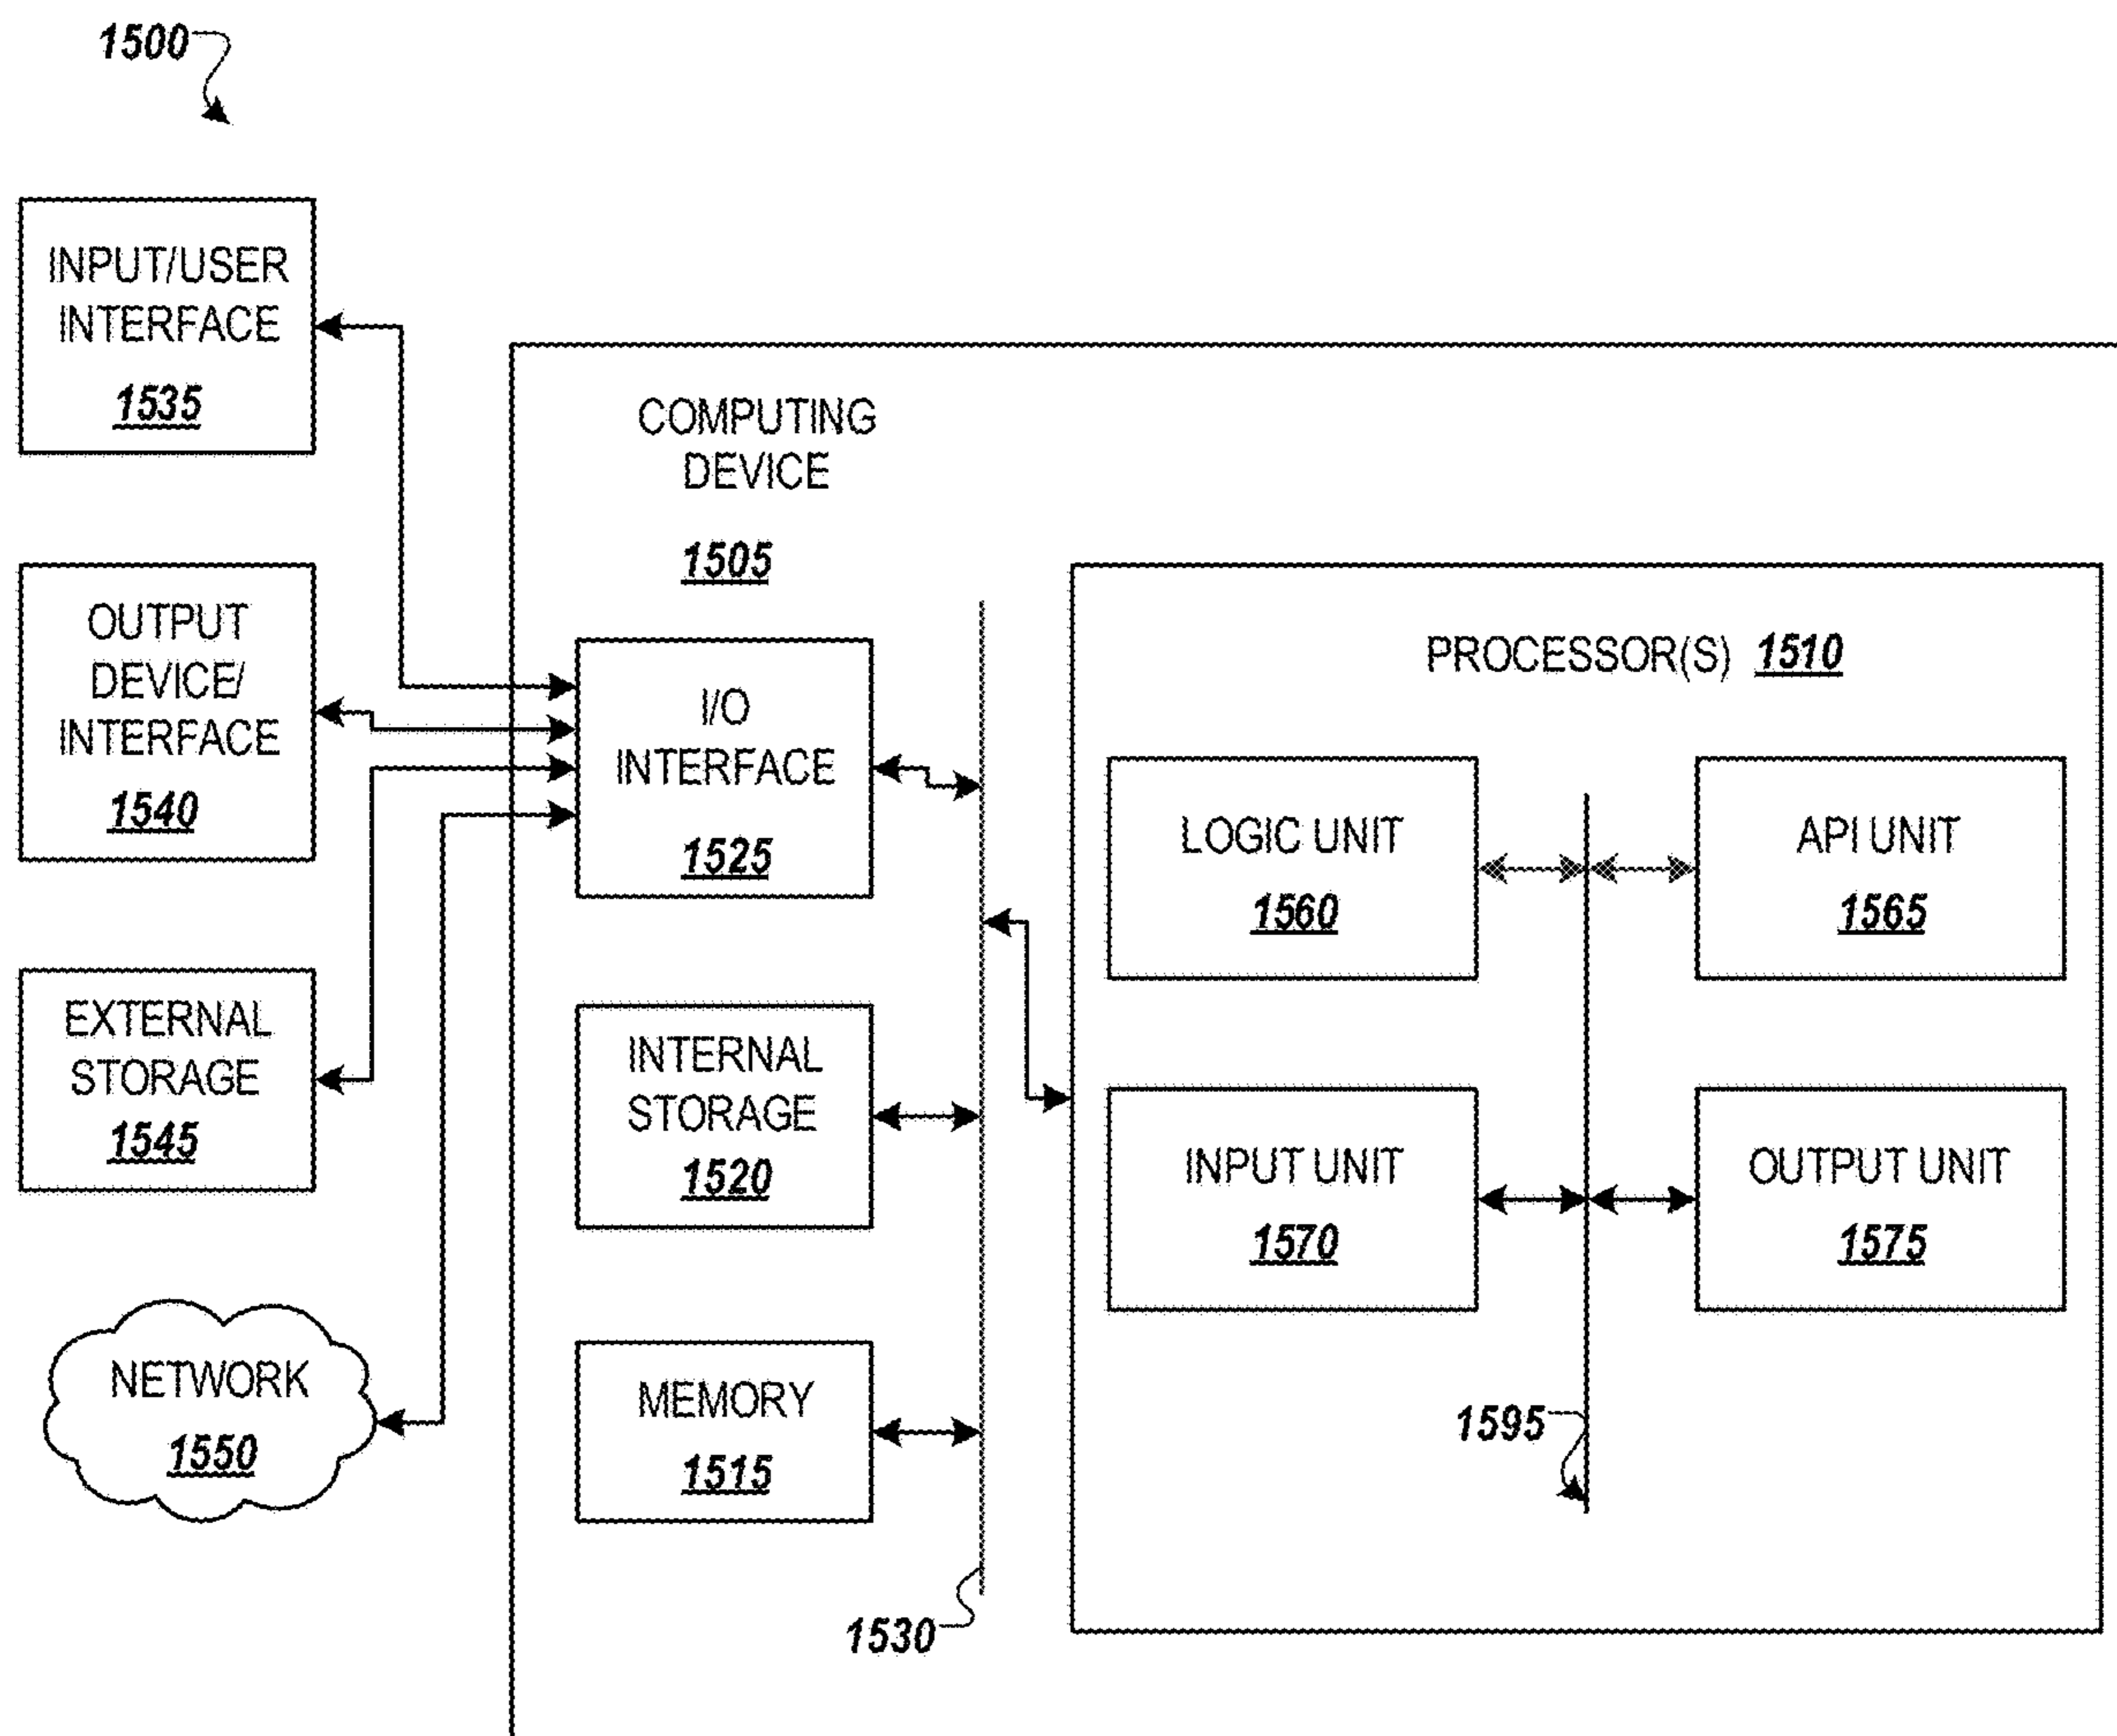 1500
INPUT/USER
INTERFACE
1535
OUTPUT
DEVICE/
INTERFACE
1540
EXTERNAL
STORAGE
1545
NETWORK
1550
COMPUTING
DEVICE
1505
I/O
INTERFACE
1525
INTERNAL
STORAGE
1520
MEMORY
1515
1530
PROCESSOR(S) 1510
LOGIC UNIT
1560
API UNIT
1565
INPUT UNIT
1570
OUTPUT UNIT
1575
1595